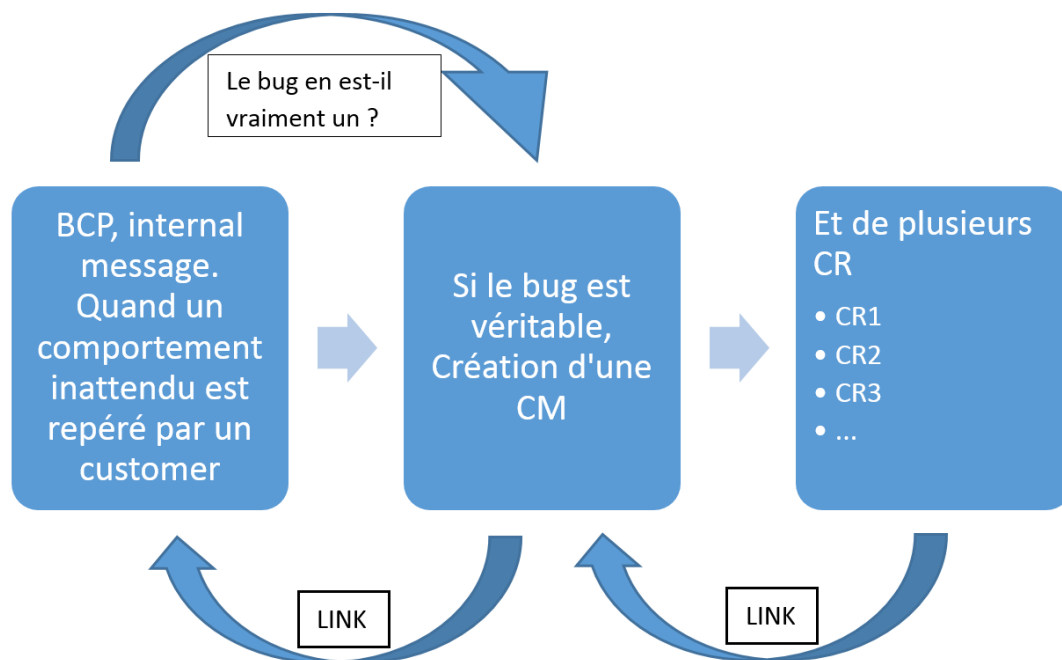 Le bug en est-il
vraiment un ?
BCP, internal
message.
Quand un
comportement
inattendu est
repéré par un
customer
Si le bug est
véritable,
Création d'une
CM
Et de plusieurs
CR
• CR1
• CR2
• CR3
• ...
LINK
LINK